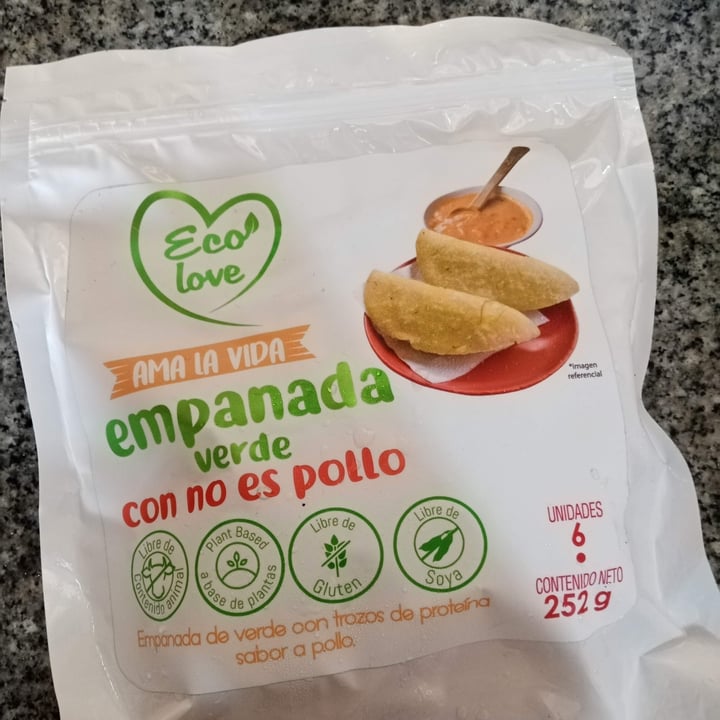 Eco
love
AMA LA VIDA
empanada
verde
con no es pollo
*imagen
referencial
Libre de
Contenido animal
Plant Based
a base de plantas
Libre de
Gluten
Libre de
Soya
UNIDADES
6
CONTENIDO NETO
252 g
Empanada de verde con trozos de proteína
sabor a pollo.